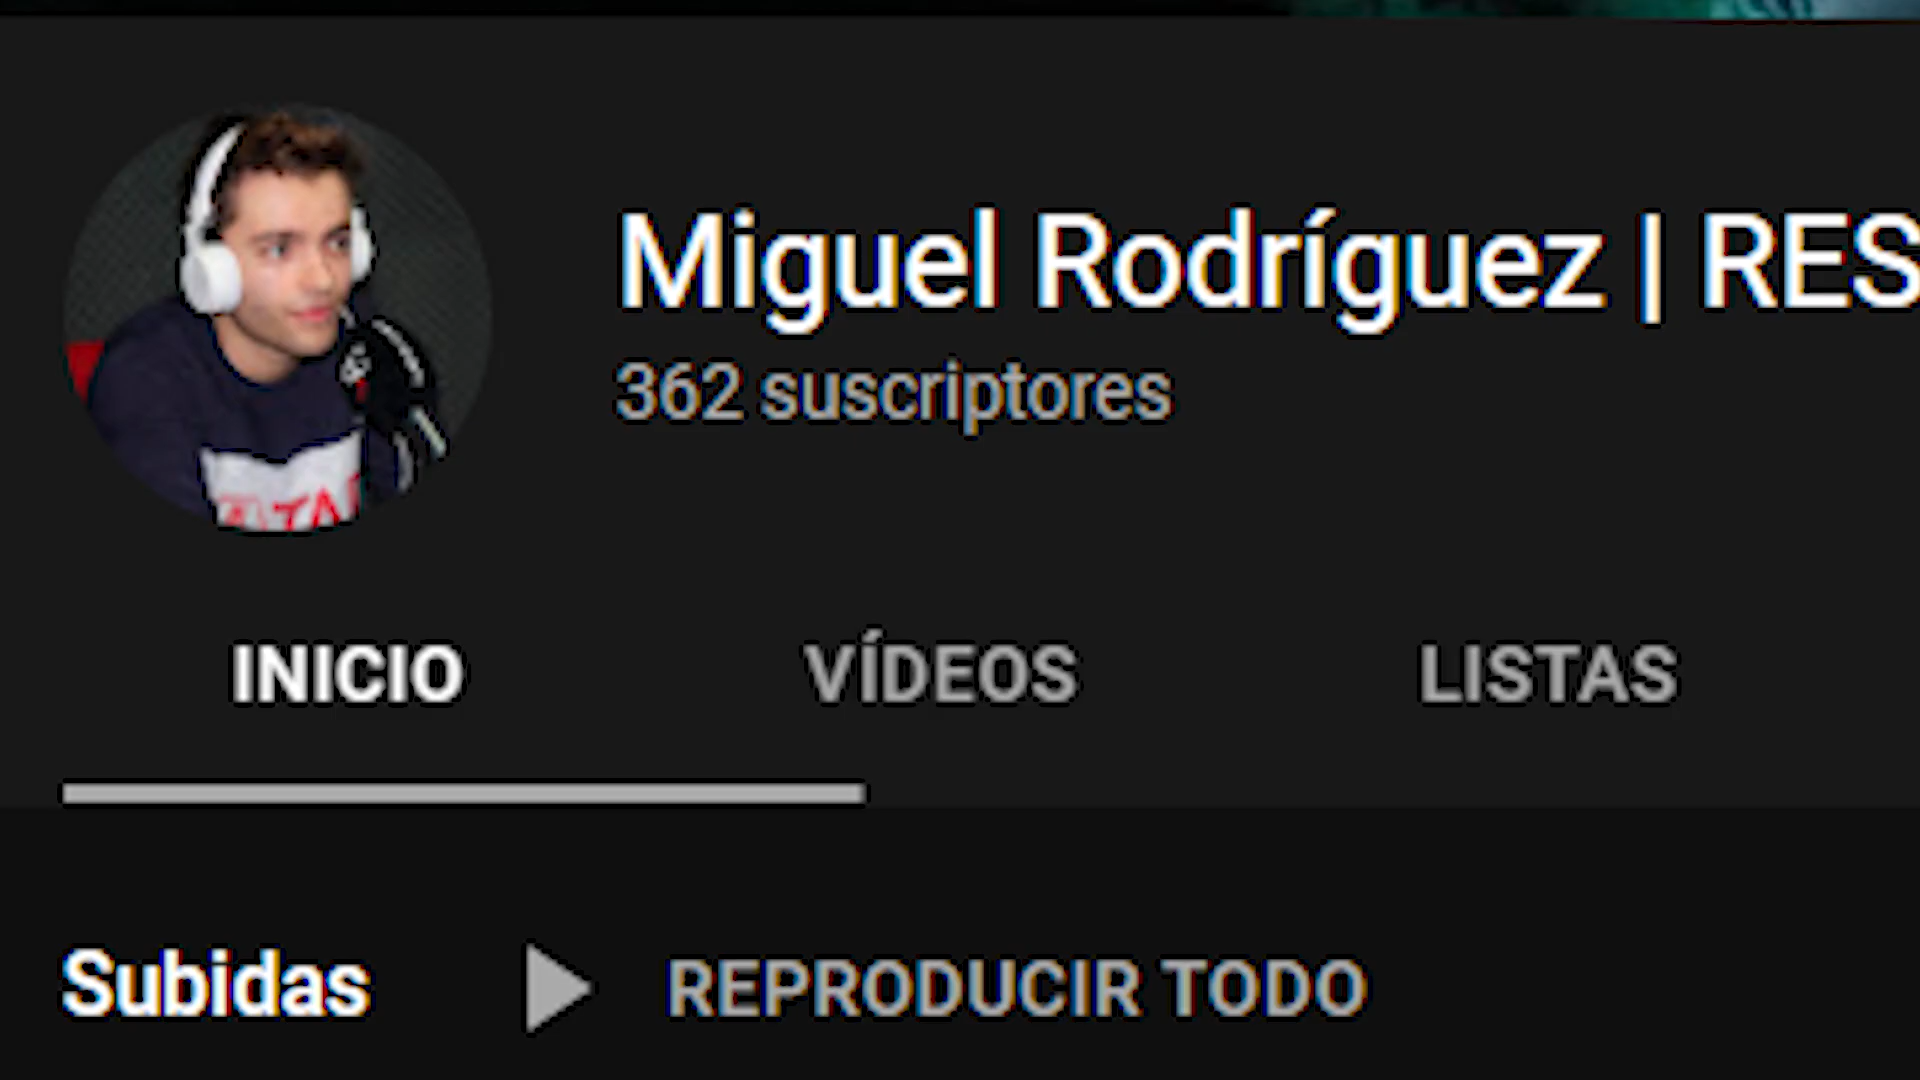 Miguel Rodríguez | RES
362 suscriptores
INICIO VÍDEOS LISTAS
Subidas REPRODUCIR TODO